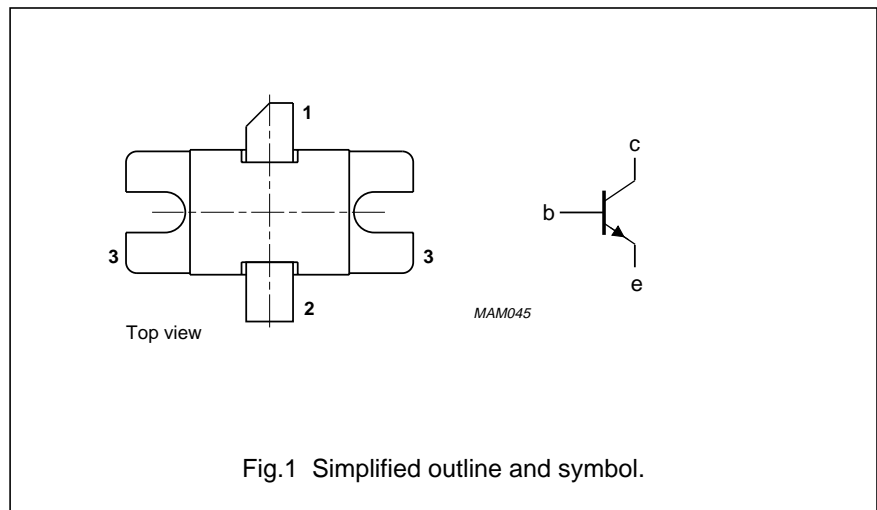 1
c
b
3
3
e
2
MAM045
Top view
Fig.1 Simplified outline and symbol.